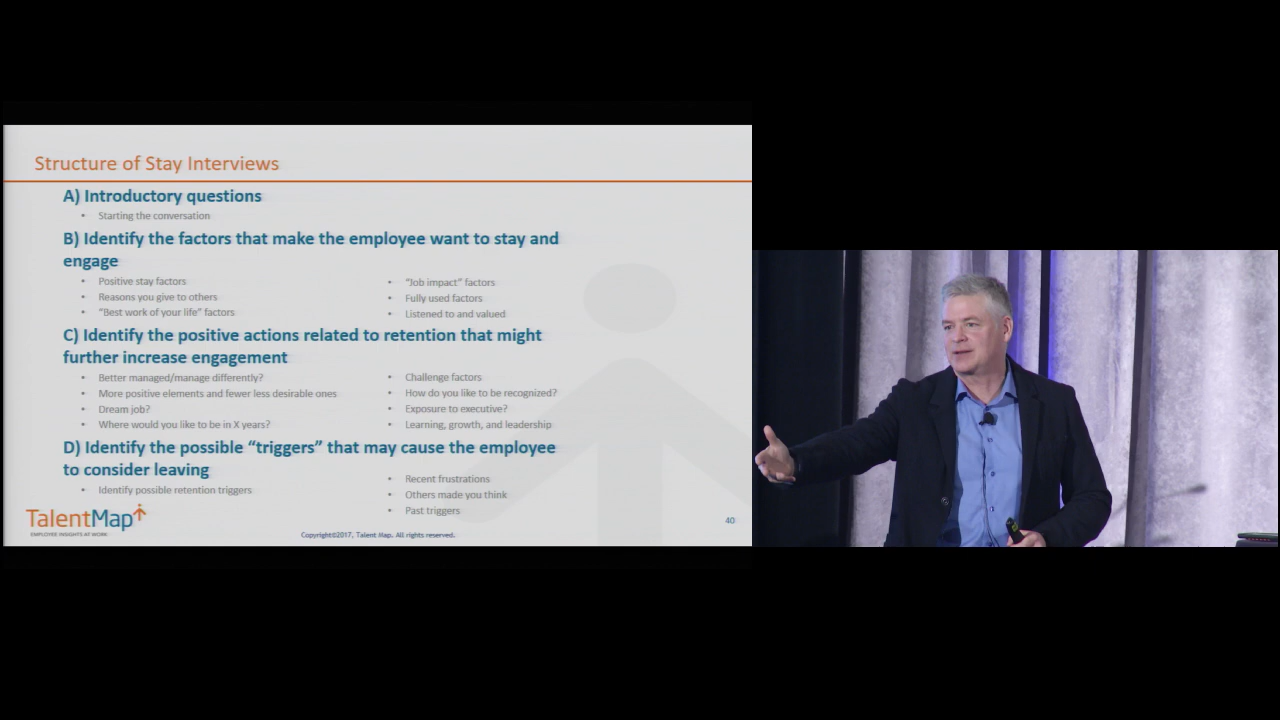 Structure of Stay Interviews
A) Introductory questions
• Starting the conversation
B) Identify the factors that make the employee want to stay and
engage
• Positive stay factors
• Reasons you give to others
• “Best work of your life” factors
• “Job impact” factors
• Fully used factors
• Listened to and valued
C) Identify the positive actions related to retention that might
further increase engagement
• Better managed/manage differently?
• More positive elements and fewer less desirable ones
• Dream job?
• Where would you like to be in X years?
• Challenge factors
• How do you like to be recognized?
• Exposure to executive?
• Learning, growth, and leadership
D) Identify the possible “triggers” that may cause the employee
to consider leaving
• Identify possible retention triggers
• Recent frustrations
• Others made you think
• Past triggers
TalentMap
EMPLOYEE INSIGHTS AT WORK
Copyright©2017, Talent Map. All rights reserved.
40